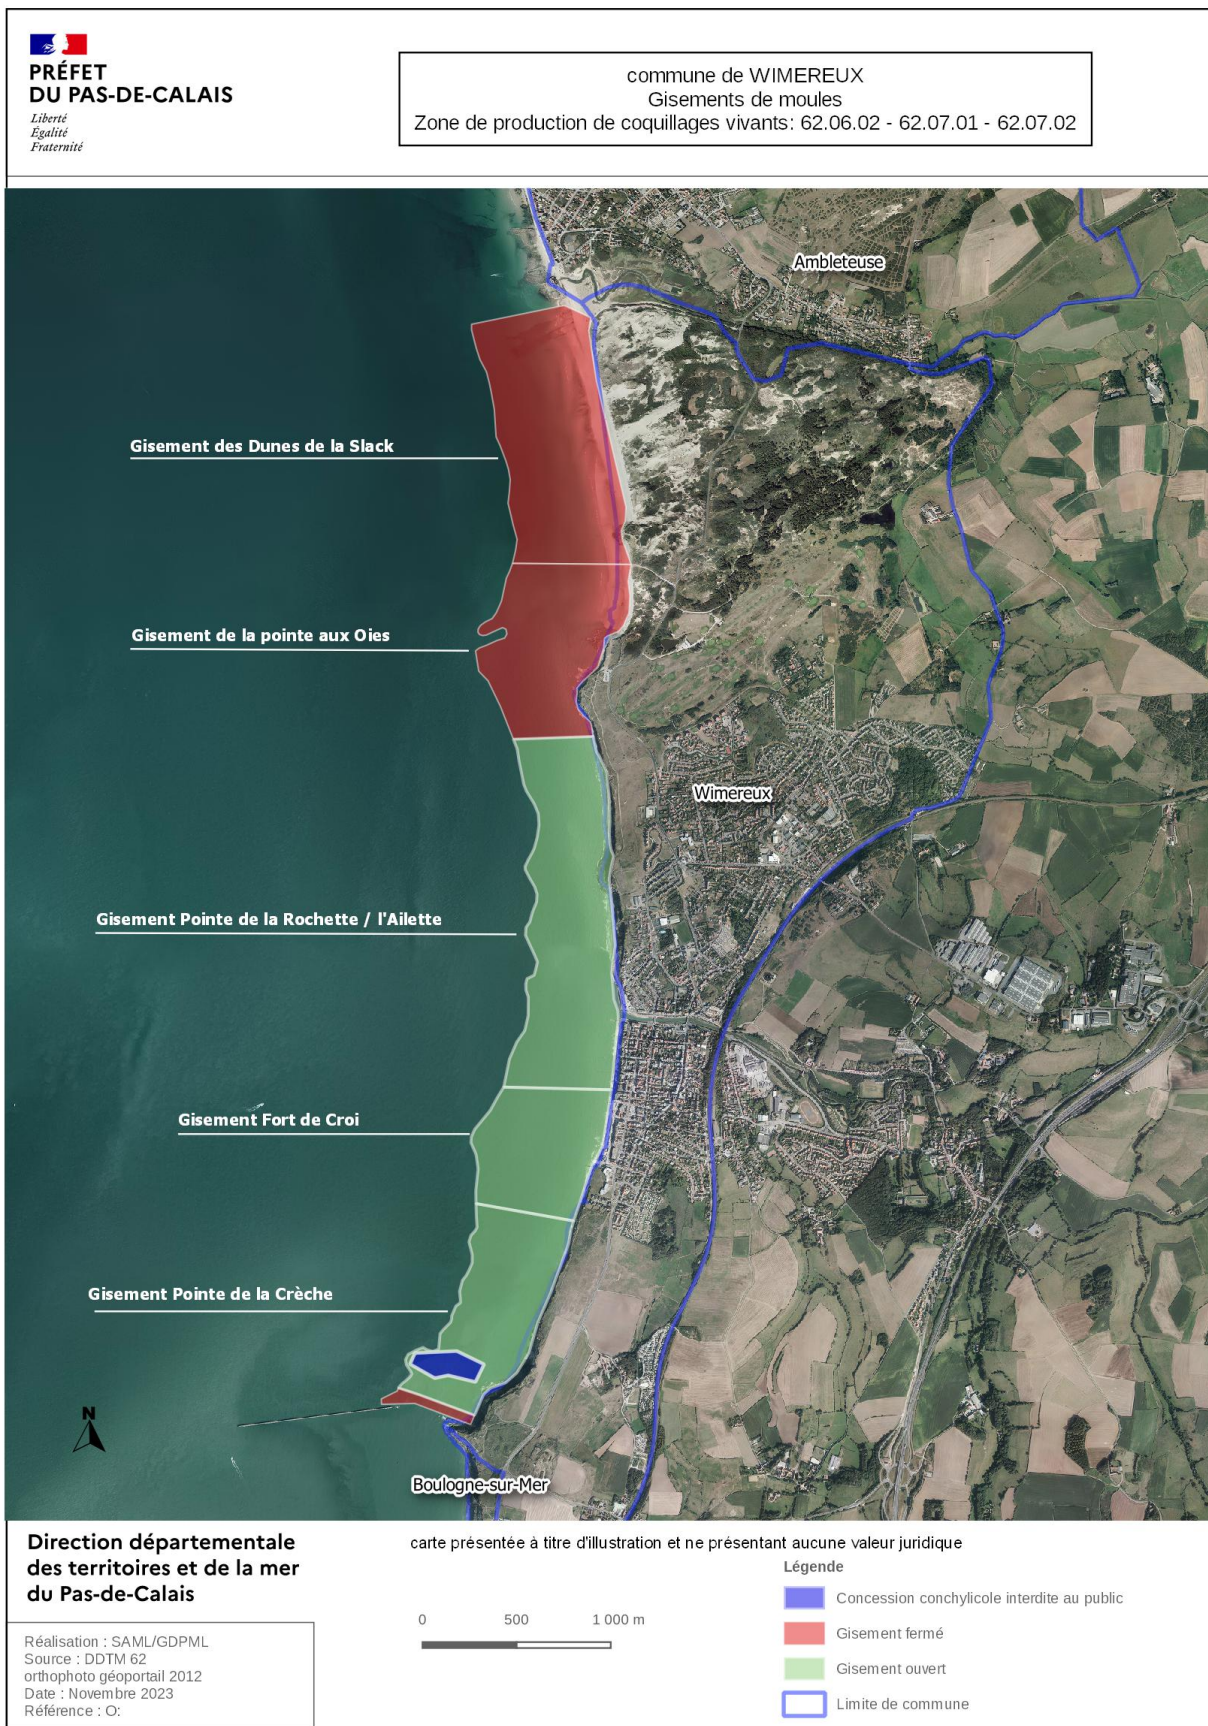 PRÉFET
DU PAS-DE-CALAIS
Liberté
Égalité
Fraternité
commune de WIMEREUX
Gisements de moules
Zone de production de coquillages vivants: 62.06.02 - 62.07.01 - 62.07.02
Ambleteuse
Gisement des Dunes de la Slack
Gisement de la pointe aux Oies
Wimereux
Gisement Pointe de la Rochette / l'Ailette
Gisement Fort de Croi
Gisement Pointe de la Crèche
N
Boulogne-sur-Mer
Direction départementale
des territoires et de la mer
du Pas-de-Calais
Réalisation : SAML/GDPML
Source : DDTM 62
orthophoto géoportail 2012
Date : Novembre 2023
Référence : O:
carte présentée à titre d'illustration et ne présentant aucune valeur juridique
0 500 1 000 m
Légende
Concession conchylicole interdite au public
Gisement fermé
Gisement ouvert
Limite de commune